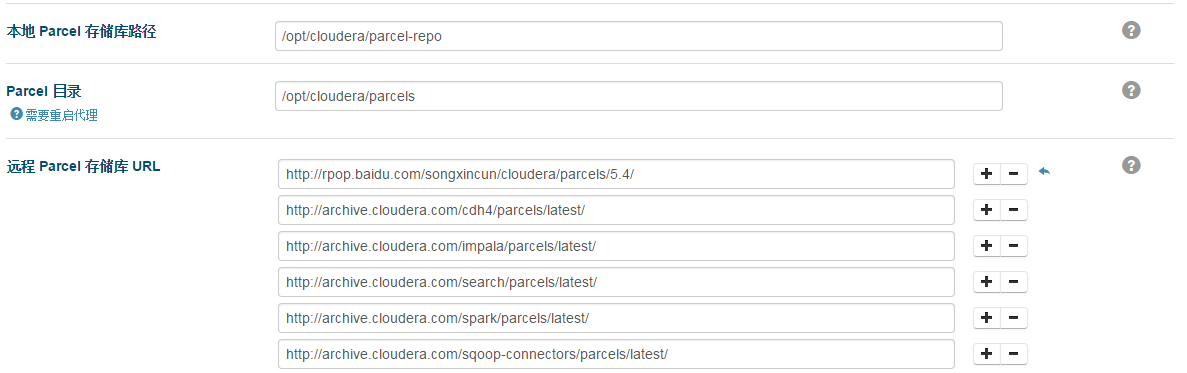 本地 Parcel 存储库路径
/opt/cloudera/parcel-repo
Parcel 目录
/opt/cloudera/parcels
需要重启代理
远程 Parcel 存储库 URL
http://rpop.baidu.com/songxincun/cloudera/parcels/5.4/
http://archive.cloudera.com/cdh4/parcels/latest/
http://archive.cloudera.com/impala/parcels/latest/
http://archive.cloudera.com/search/parcels/latest/
http://archive.cloudera.com/spark/parcels/latest/
http://archive.cloudera.com/sqoop-connectors/parcels/latest/